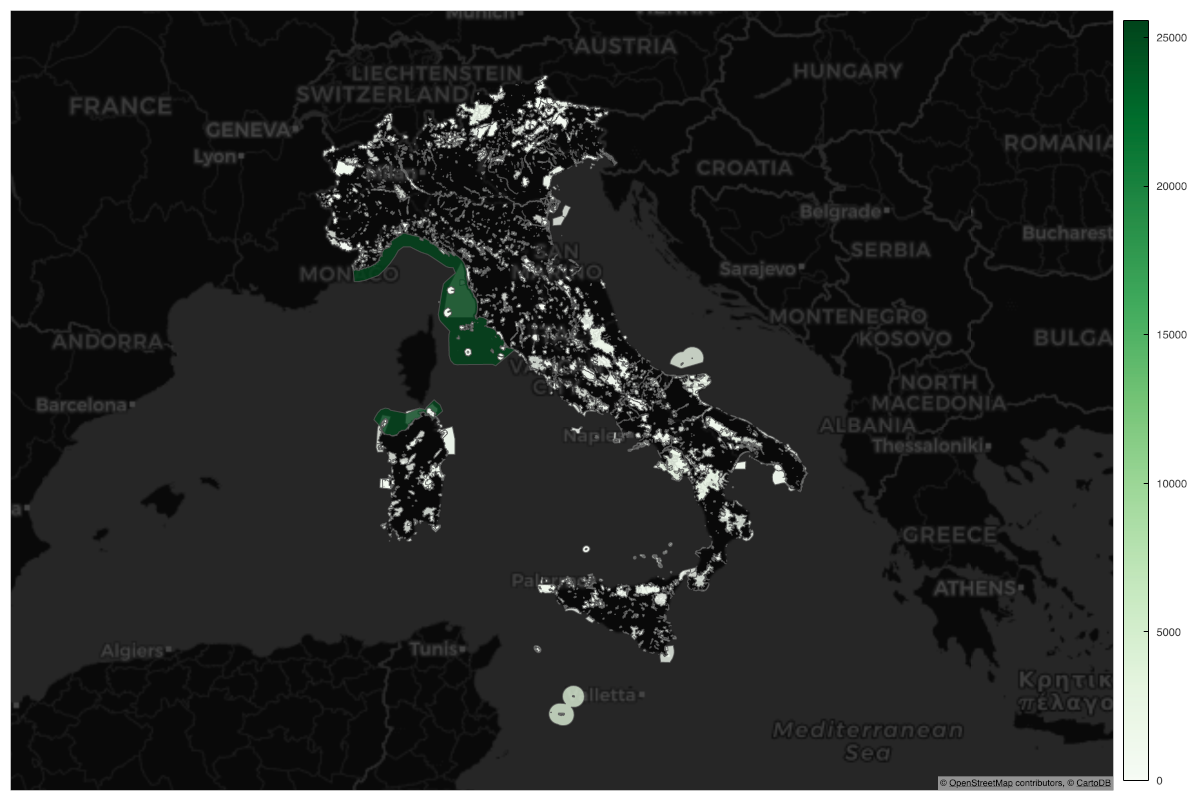 Munich
AUSTRIA
LIECHTENSTEIN
SWITZERLAND
HUNGARY
FRANCE
GENEVA
Lyon
ROMANIA
CROATIA
Belgrade
SERBIA
Bucharest
SAN
MARINO
Sarajevo
MONACO
MONTENEGRO
KOSOVO
BULGA
ANDORRA
NORTH
MACEDONIA
Barcelona
ALBANIA
Thessaloniki
Naples
GREECE
Palermo
ATHENS
Algiers
Tunis
lletta
Κρητικ
πέλαγο
Mediterranean
Sea
© OpenStreetMap contributors, © CartoDB
25000
20000
15000
10000
5000
0